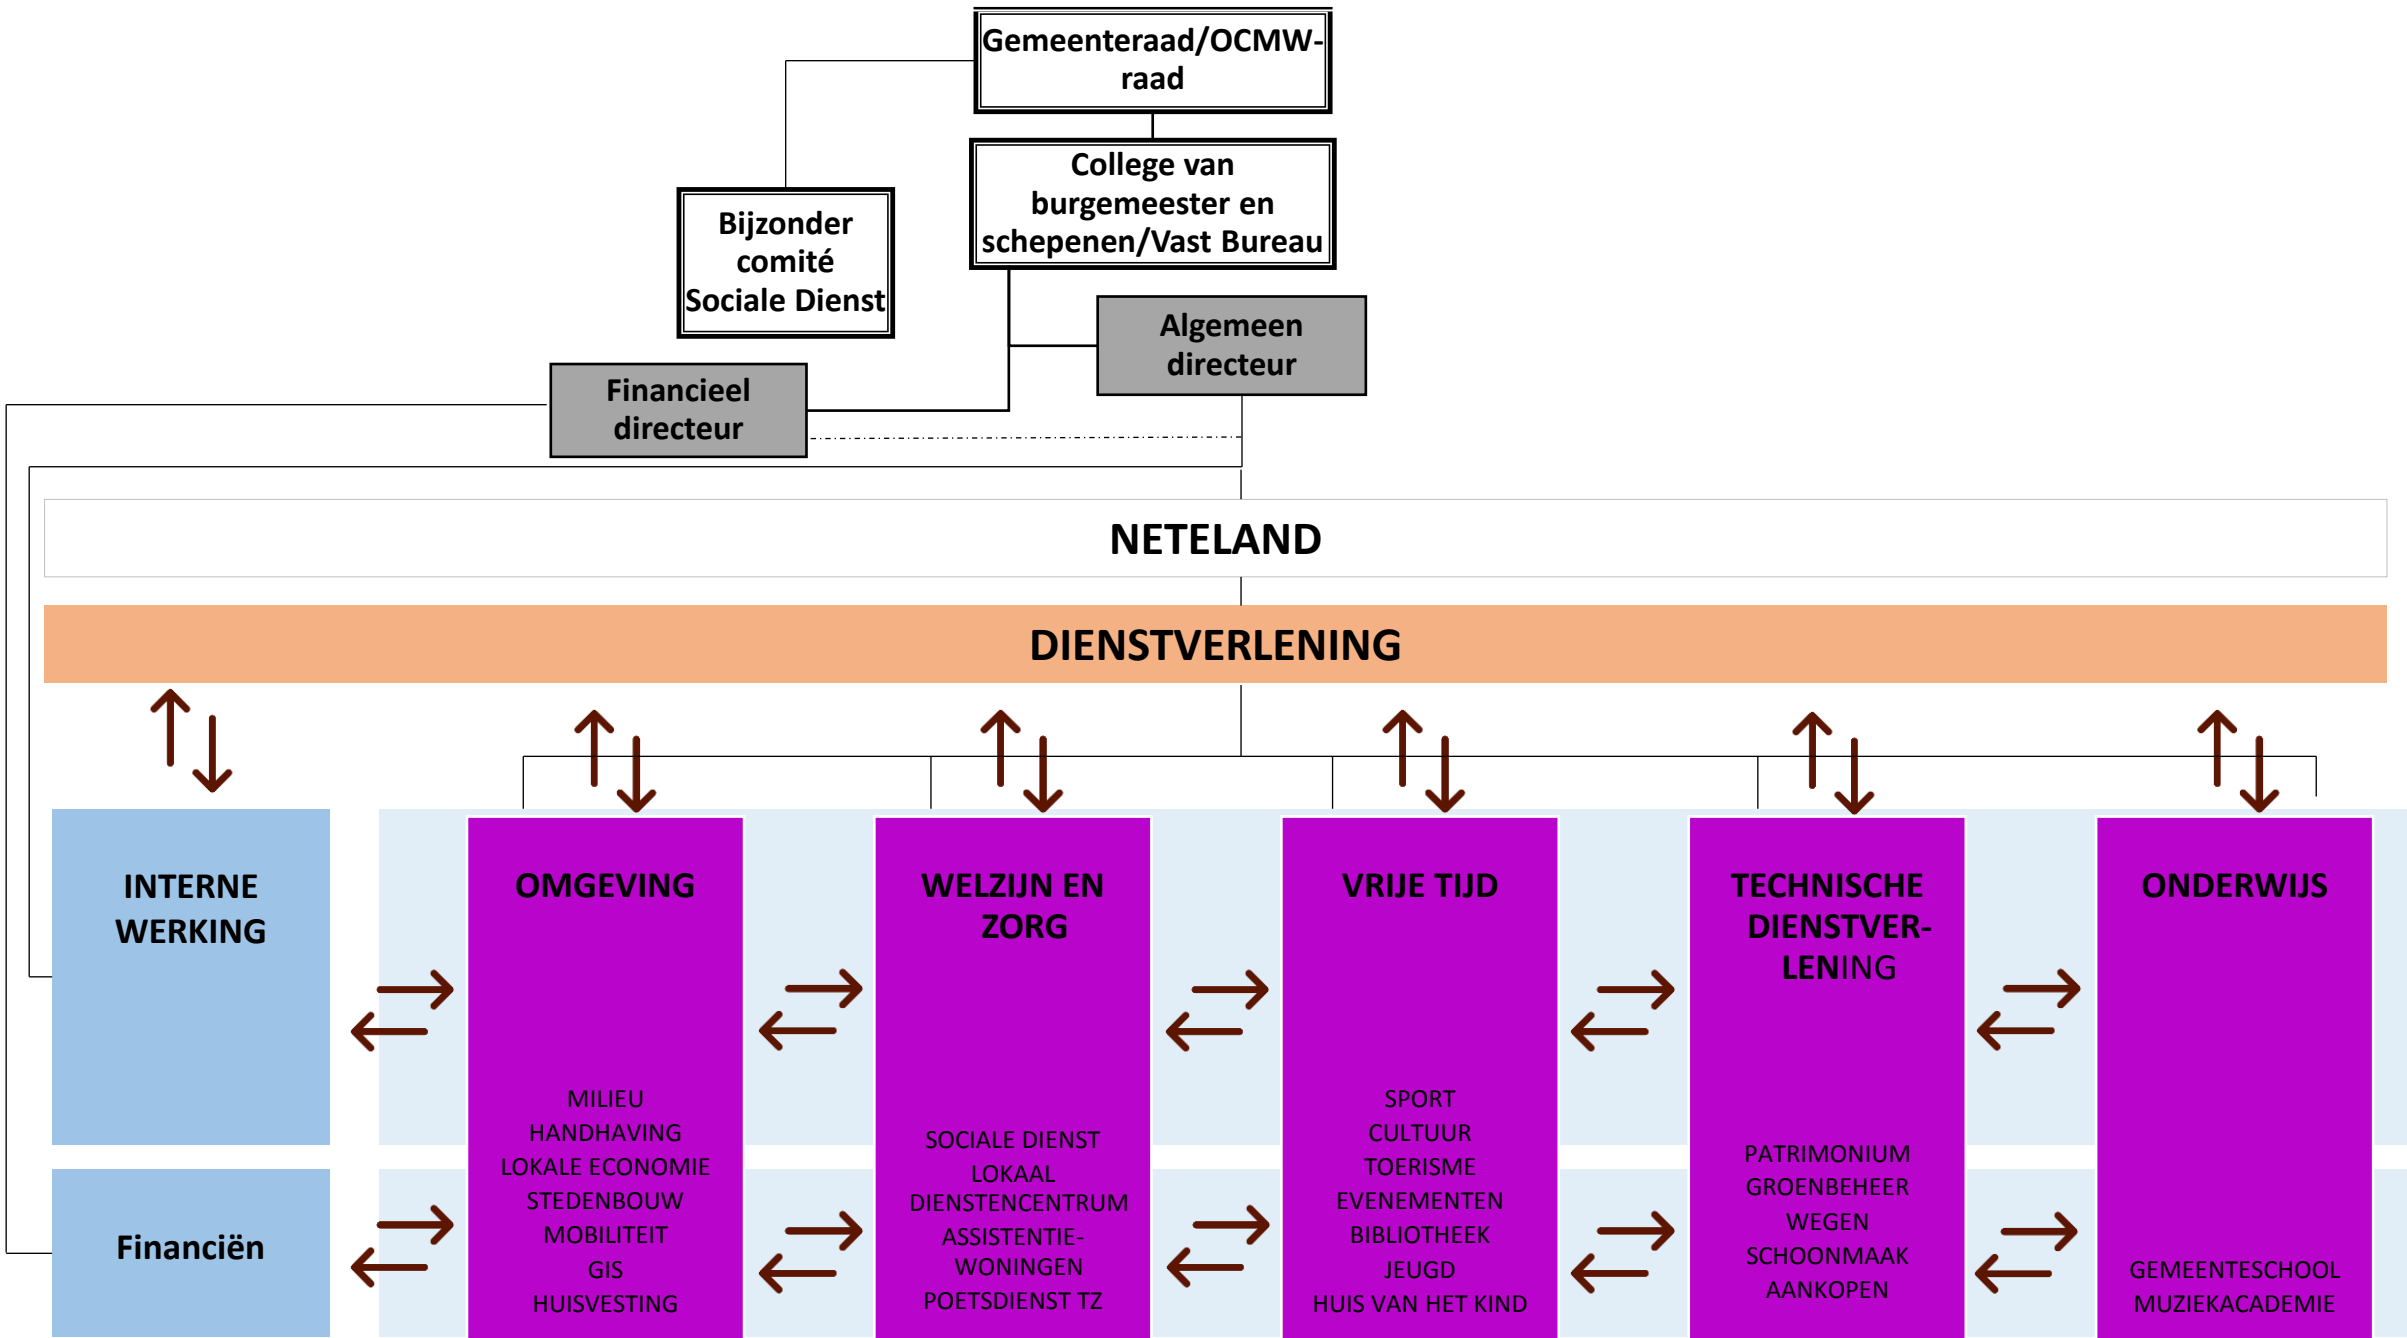 Gemeenteraad/OCMW-
raad
College van
burgemeester en
schepenen/Vast Bureau
Bijzonder
comité
Sociale Dienst
Algemeen
directeur
Financieel
directeur
NETELAND
DIENSTVERLENING
INTERNE
WERKING
Financiën
OMGEVING
MILIEU
HANDHAVING
LOKALE ECONOMIE
STEDENBOUW
MOBILITEIT
GIS
HUISVESTING
WELZIJN EN
ZORG
SOCIALE DIENST
LOKAAL
DIENSTENCENTRUM
ASSISTENTIE-
WONINGEN
POETSDIENST TZ
VRIJE TIJD
SPORT
CULTUUR
TOERISME
EVENEMENTEN
BIBLIOTHEEK
JEUGD
HUIS VAN HET KIND
TECHNISCHE
DIENSTVER-
LENING
PATRIMONIUM
GROENBEHEER
WEGEN
SCHOONMAAK
AANKOPEN
ONDERWIJS
GEMEENTESCHOOL
MUZIEKACADEMIE